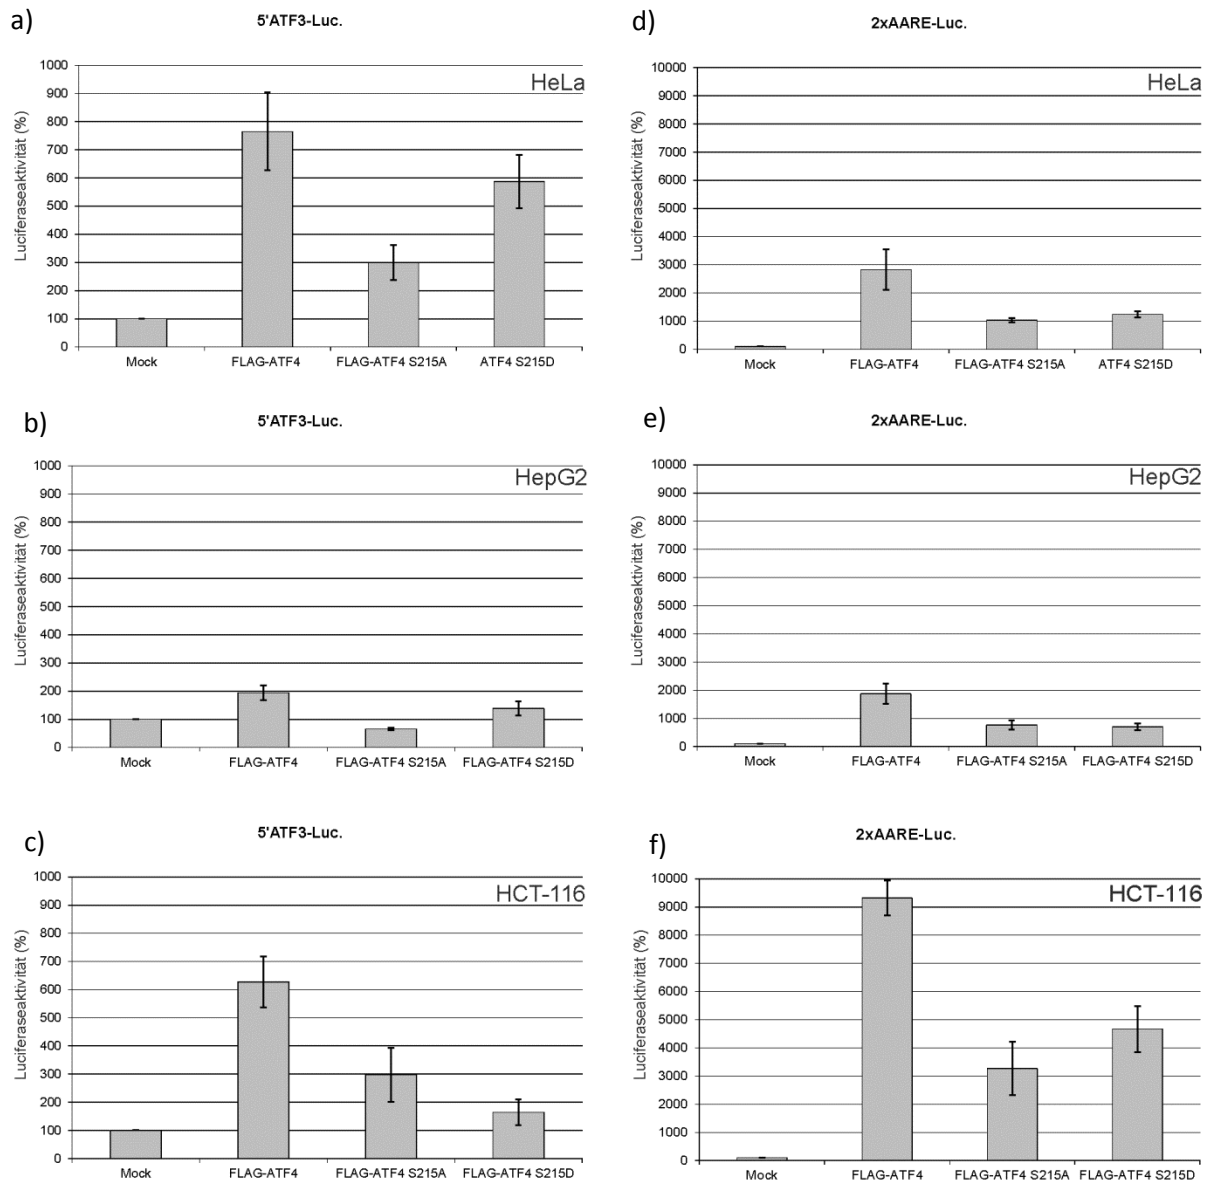 a)
5'ATF3-Luc.
HeLa
Luciferaseaktivität (%)
1000
900
800
700
600
500
400
300
200
100
0
Mock
FLAG-ATF4
FLAG-ATF4 S215A
ATF4 S215D
d)
2xAARE-Luc.
HeLa
Luciferaseaktivität (%)
10000
9000
8000
7000
6000
5000
4000
3000
2000
1000
0
Mock
FLAG-ATF4
FLAG-ATF4 S215A
ATF4 S215D
b)
5'ATF3-Luc.
HepG2
Luciferaseaktivität (%)
1000
900
800
700
600
500
400
300
200
100
0
Mock
FLAG-ATF4
FLAG-ATF4 S215A
FLAG-ATF4 S215D
e)
2xAARE-Luc.
HepG2
Luciferaseaktivität (%)
10000
9000
8000
7000
6000
5000
4000
3000
2000
1000
0
Mock
FLAG-ATF4
FLAG-ATF4 S215A
FLAG-ATF4 S215D
c)
5'ATF3-Luc.
HCT-116
Luciferaseaktivität (%)
1000
900
800
700
600
500
400
300
200
100
0
Mock
FLAG-ATF4
FLAG-ATF4 S215A
FLAG-ATF4 S215D
f)
2xAARE-Luc.
HCT-116
Luciferaseaktivität (%)
10000
9000
8000
7000
6000
5000
4000
3000
2000
1000
0
Mock
FLAG-ATF4
FLAG-ATF4 S215A
FLAG-ATF4 S215D